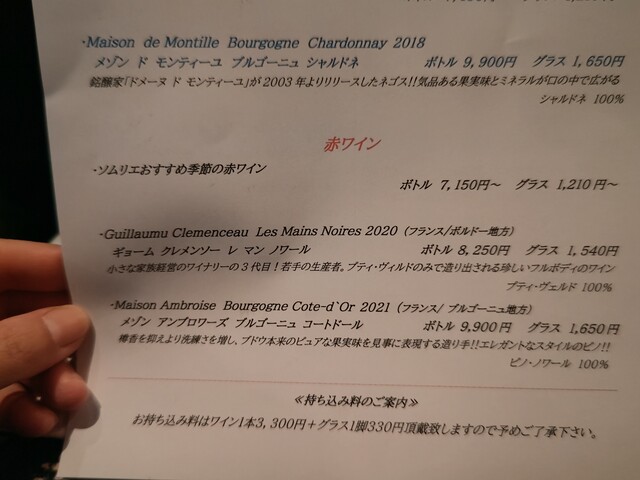 ・Maison de Montille Bourgogne Chardonnay 2018
メゾン ド モンティーユ ブルゴーニュ シャルドネ　ボトル 9,900円　グラス 1,650円
銘醸家「ドメーヌ ド モンティーユ」が 2003 年よりリリースしたネゴス!!気品ある果実味とミネラルが口の中で広がる
シャルドネ 100%
赤ワイン
・ソムリエおすすめ季節の赤ワイン
ボトル 7,150円～　グラス 1,210円～
・Guillaumu Clemenceau Les Mains Noires 2020（フランス/ボルドー地方）
ギョーム クレメンソー レ マン ノワール　ボトル 8,250円　グラス 1,540円
小さな家族経営のワイナリーの3代目！若手の生産者。プティ・ヴィルドのみで造り出される珍しいフルボディのワイン
プティ・ヴェルド 100%
・Maison Ambroise Bourgogne Cote-d`Or 2021（フランス/ ブルゴーニュ地方）
メゾン アンブロワーズ ブルゴーニュ コートドール　ボトル 9,900円　グラス 1,650円
樽香を抑えより洗練さを増し、ブドウ本来のピュアな果実味を見事に表現する造り手!!エレガントなスタイルのピノ!!
ピノ・ノワール 100%
≪持ち込み料のご案内≫
お持ち込み料はワイン1本3,300円＋グラス1脚330円頂戴致しますので予めご了承下さい。